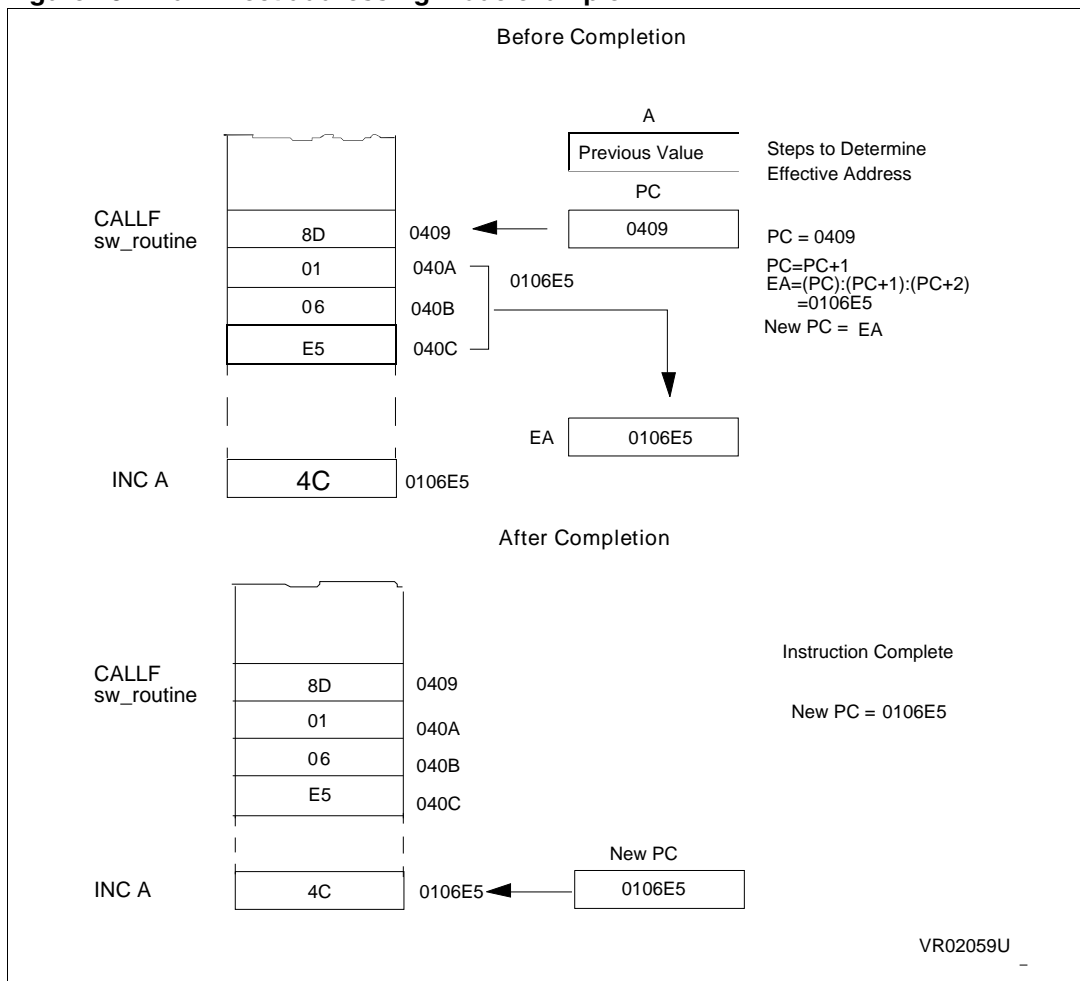 Before Completion
A
Previous Value
Steps to Determine
Effective Address
PC
CALLF
sw_routine
8D
0409
0409
PC = 0409
01
040A
0106E5
PC=PC+1
EA=(PC):(PC+1):(PC+2)
=0106E5
06
040B
New PC = EA
E5
040C
EA
0106E5
INC A
4C
0106E5
After Completion
Instruction Complete
CALLF
sw_routine
8D
0409
New PC = 0106E5
01
040A
06
040B
E5
040C
New PC
INC A
4C
0106E5
0106E5
VR02059U